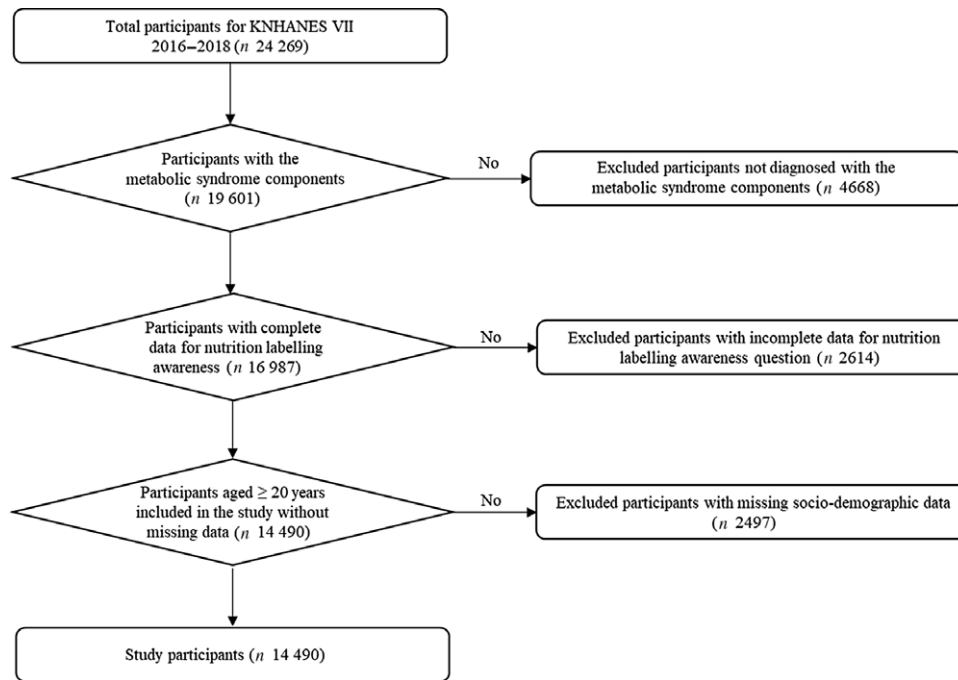 Total participants for KNHANES VII
2016–2018 (n 24 269)
Participants with the
metabolic syndrome components
(n 19 601)
No
Excluded participants not diagnosed with the
metabolic syndrome components (n 4668)
Participants with complete
data for nutrition labelling
awareness (n 16 987)
No
Excluded participants with incomplete data for nutrition
labelling awareness question (n 2614)
Participants aged ≥ 20 years
included in the study without
missing data (n 14 490)
No
Excluded participants with missing socio-demographic data
(n 2497)
Study participants (n 14 490)